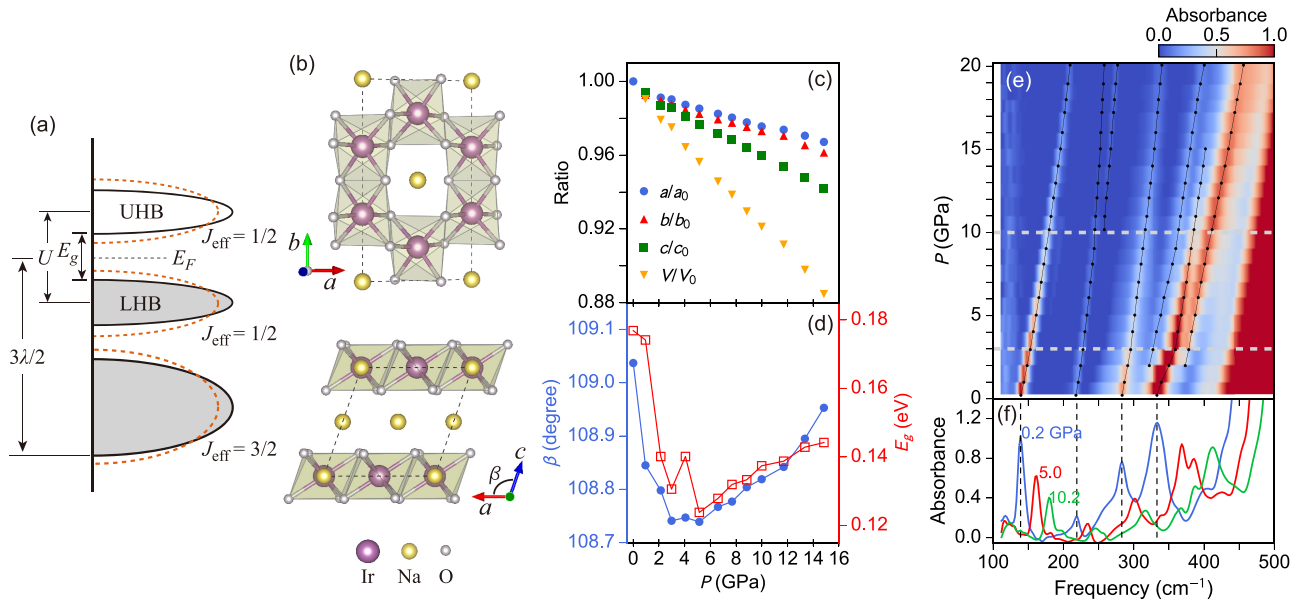 (a)
UHB
J_eff = 1/2
U
E_g
E_F
LHB
J_eff = 1/2
3λ/2
J_eff = 3/2
(b)
b
a
c
β
a
Ir
Na
O
(c)
1.00
0.96
0.92
0.88
Ratio
a/a_0
b/b_0
c/c_0
V/V_0
(d)
109.1
109.0
108.9
108.8
108.7
β (degree)
0.18
0.16
0.14
0.12
E_g (eV)
0 2 4 6 8 10 12 14 16
P (GPa)
Absorbance
0.0 0.5 1.0
(e)
20
15
10
5
0
P (GPa)
(f)
1.2
0.8
0.4
0.0
Absorbance
0.2 GPa
5.0
10.2
100 200 300 400 500
Frequency (cm⁻¹)